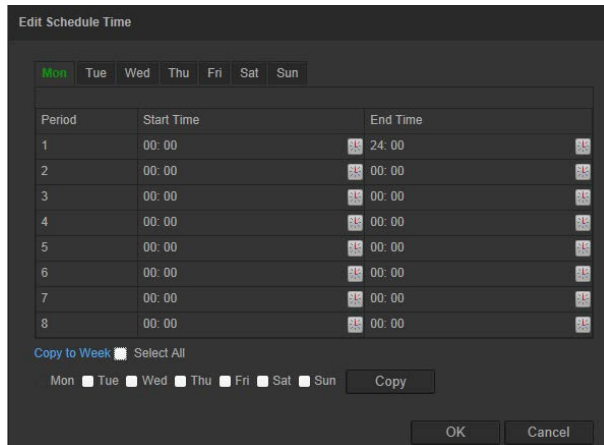 Edit Schedule Time
Mon Tue Wed Thu Fri Sat Sun
Period Start Time End Time
1 00: 00 24: 00
2 00: 00 00: 00
3 00: 00 00: 00
4 00: 00 00: 00
5 00: 00 00: 00
6 00: 00 00: 00
7 00: 00 00: 00
8 00: 00 00: 00
Copy to Week Select All
Mon Tue Wed Thu Fri Sat Sun Copy
OK Cancel